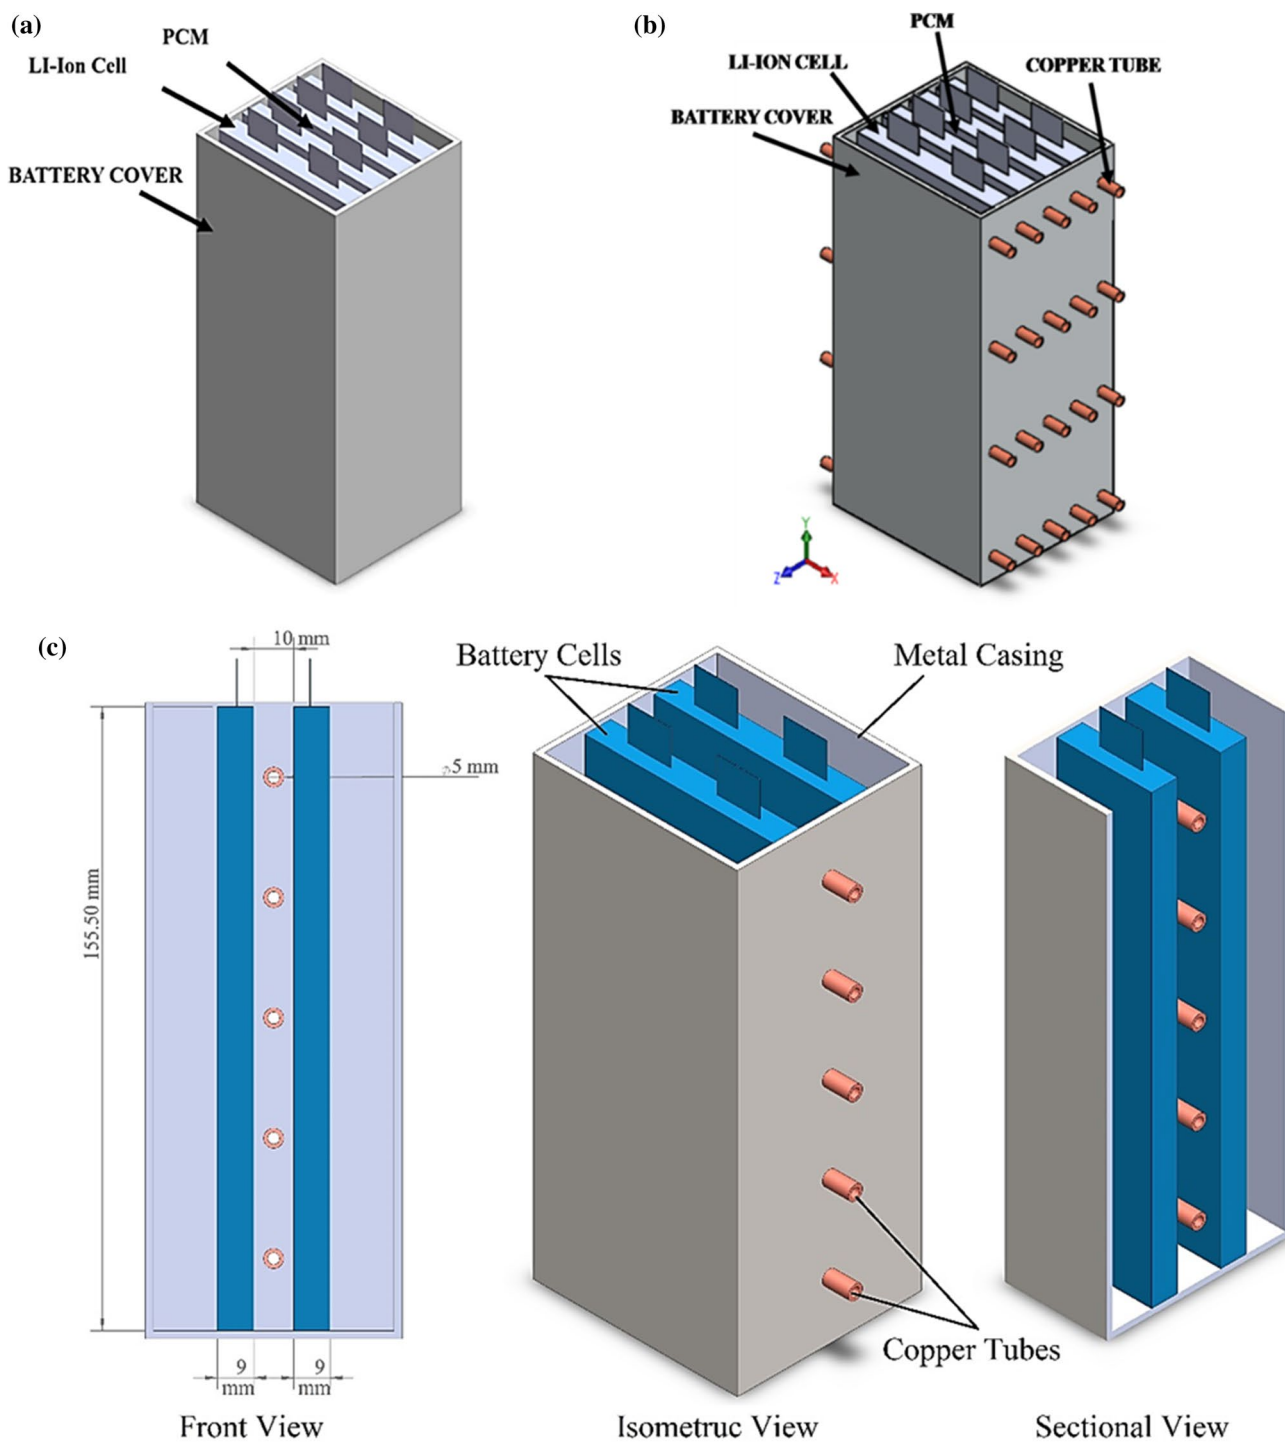 (a)
PCM
LI-Ion Cell
BATTERY COVER
(b)
PCM
LI-ION CELL
COPPER TUBE
BATTERY COVER
Y
Z
X
(c)
10 mm
Battery Cells
Metal Casing
∅5 mm
155.50 mm
9
mm
9
mm
Copper Tubes
Front View
Isometruc View
Sectional View